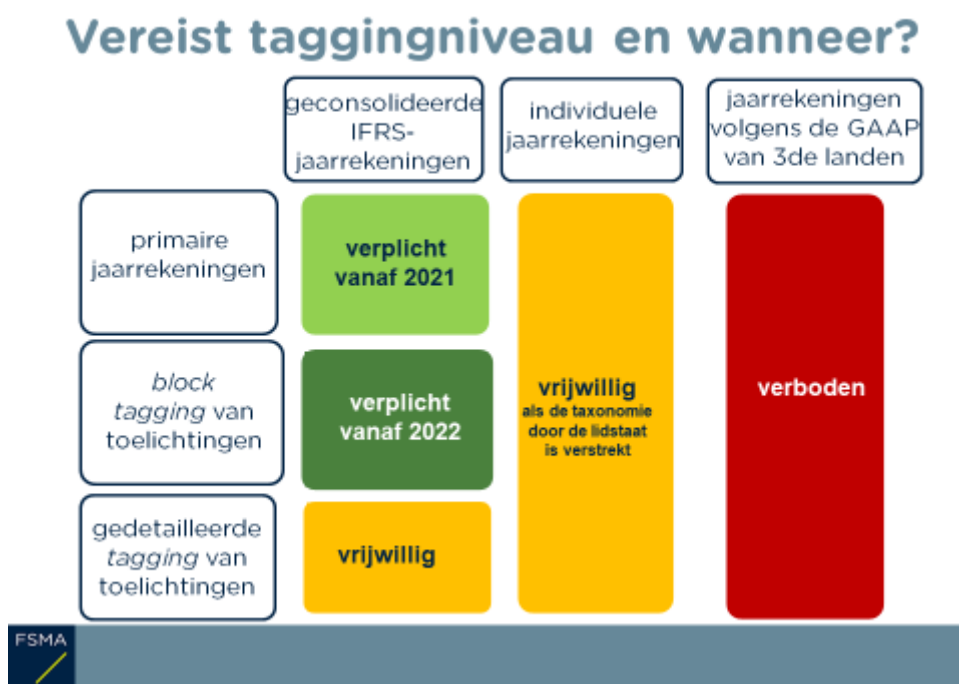 Vereist taggingniveau en wanneer?
geconsolideerde
IFRS-
jaarrekeningen
individuele
jaarrekeningen
jaarrekeningen
volgens de GAAP
van 3de landen
primaire
jaarrekeningen
verplicht
vanaf 2021
block
tagging van
toelichtingen
verplicht
vanaf 2022
vrijwillig
als de taxonomie
door de lidstaat
is verstrekt
verboden
gedetailleerde
tagging van
toelichtingen
vrijwillig
FSMA